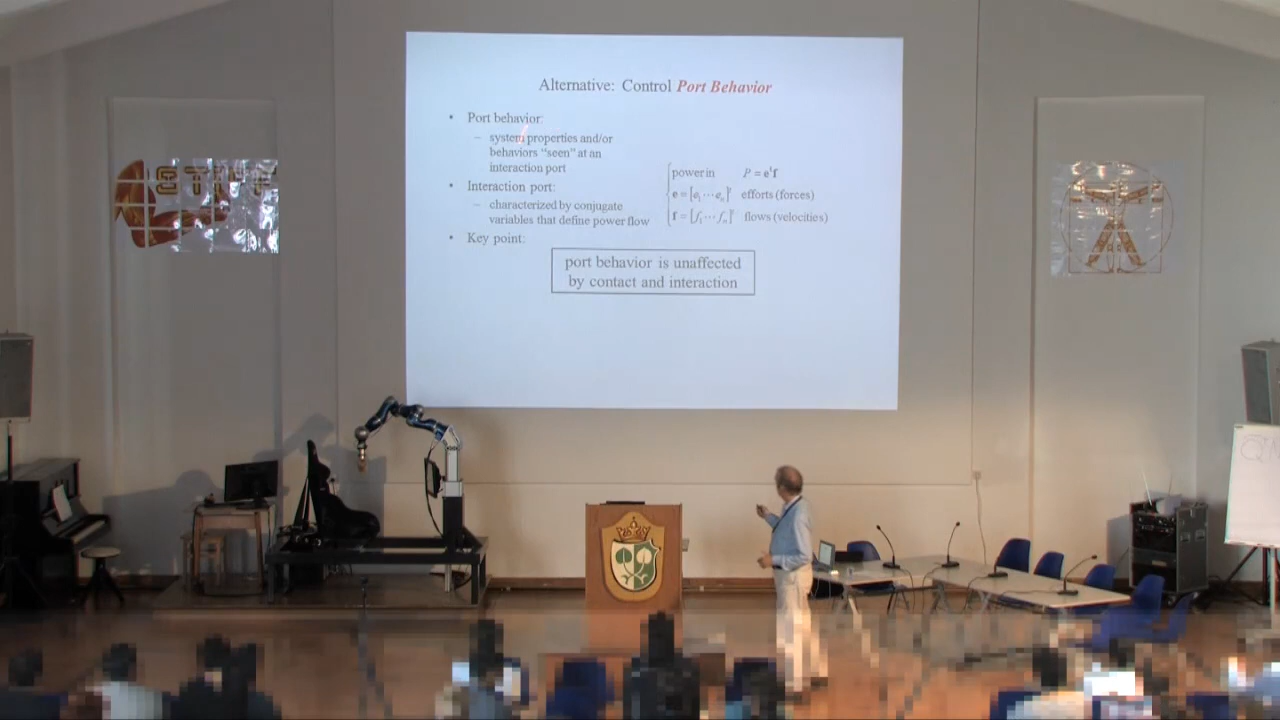 Alternative: Control Port Behavior
• Port behavior:
– system properties and/or
behaviors “seen” at an
interaction port
• Interaction port:
– characterized by conjugate
variables that define power flow
• Key point:
power in P = eᵗf
e = [e₁ ⋯ eₙ]ᵗ efforts (forces)
f = [f₁ ⋯ fₙ]ᵗ flows (velocities)
port behavior is unaffected
by contact and interaction
STIFF